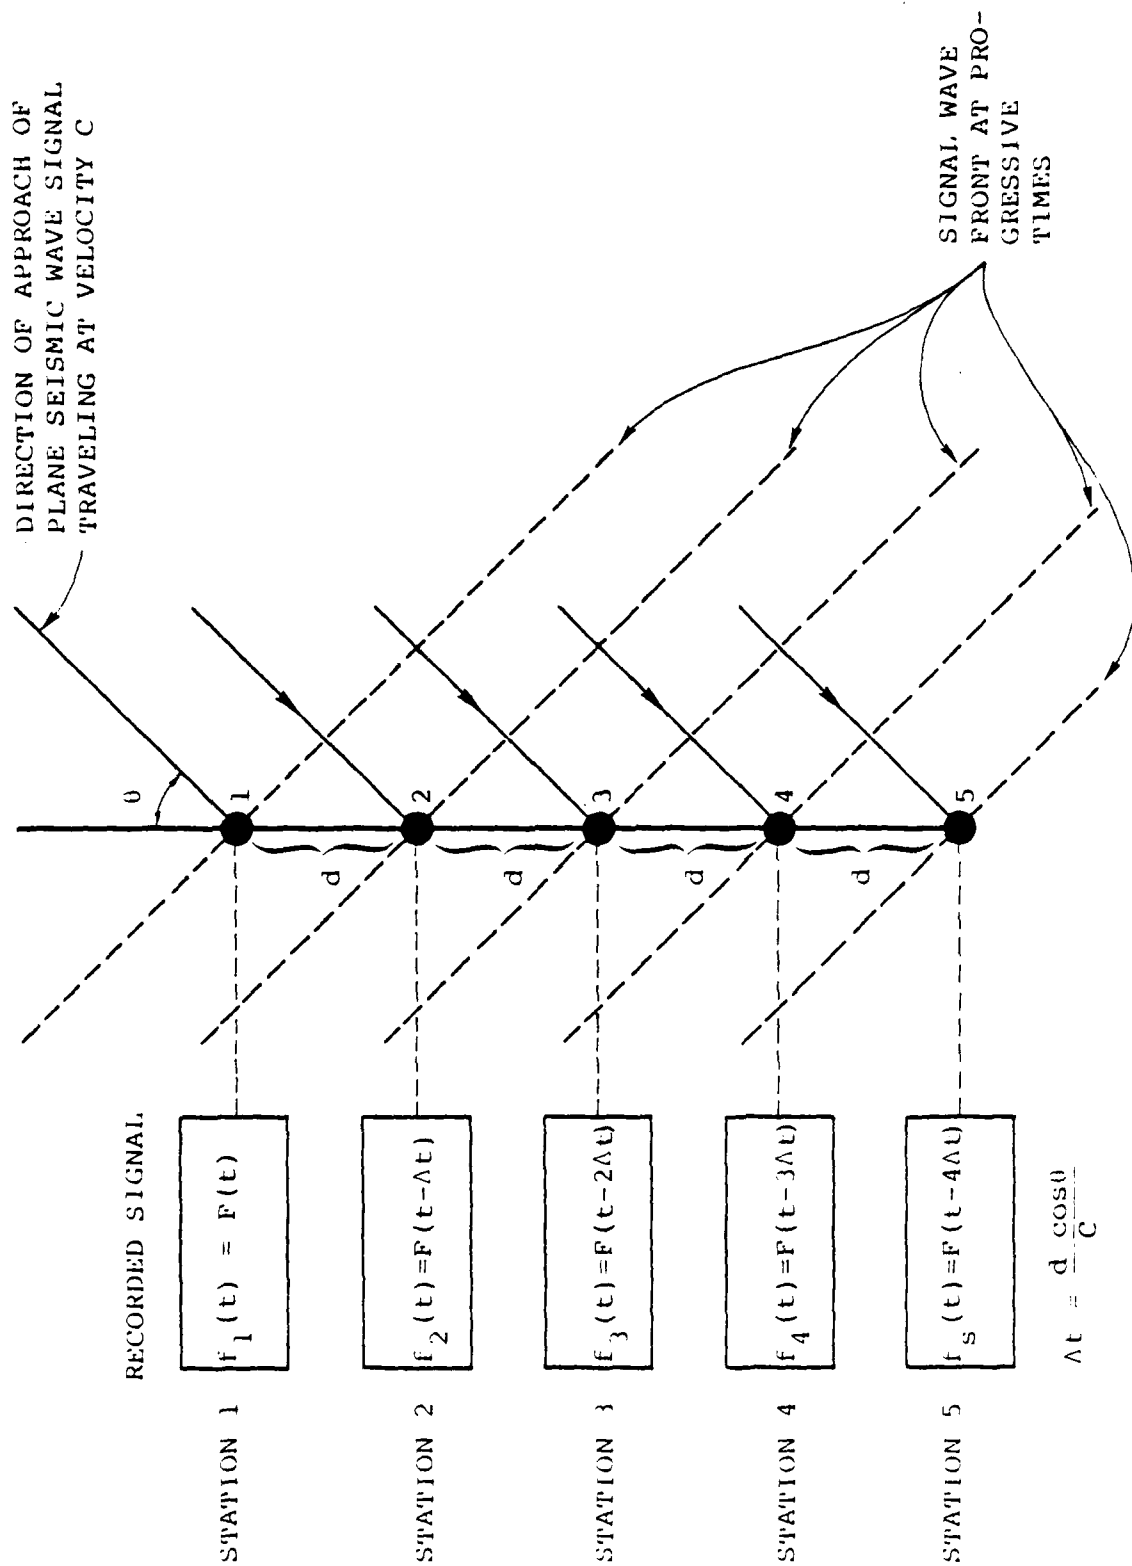 DIRECTION OF APPROACH OF
PLANE SEISMIC WAVE SIGNAL
TRAVELING AT VELOCITY C
SIGNAL WAVE
FRONT AT PRO-
GRESSIVE
TIMES
θ
1
2
3
4
5
d
d
d
d
RECORDED SIGNAL
f1(t) = F(t)
f2(t)=F(t-Δt)
f3(t)=F(t-2Δt)
f4(t)=F(t-3Δt)
fs(t)=F(t-4Δt)
STATION 1
STATION 2
STATION 3
STATION 4
STATION 5
Δt = d cosθ / C